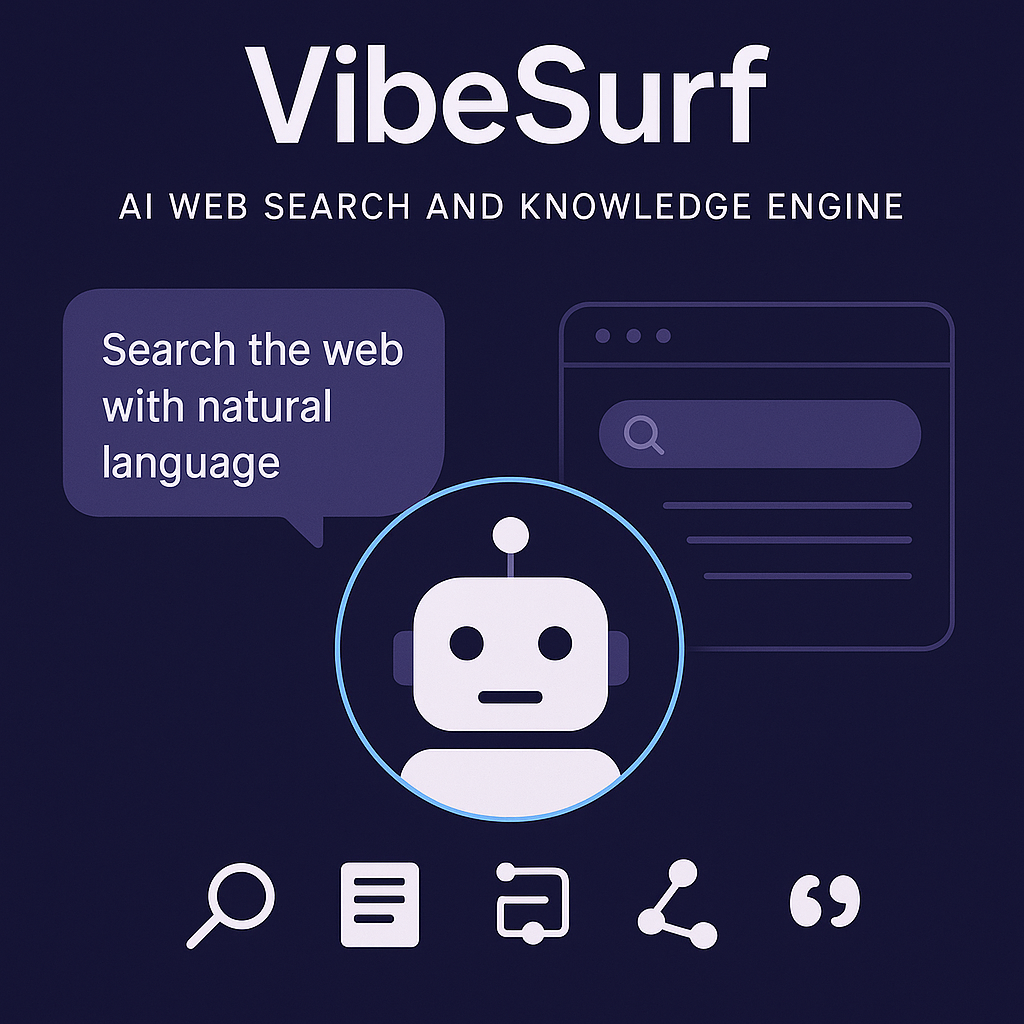 VibeSurf
AI WEB SEARCH AND KNOWLEDGE ENGINE
Search the web
with natural
language